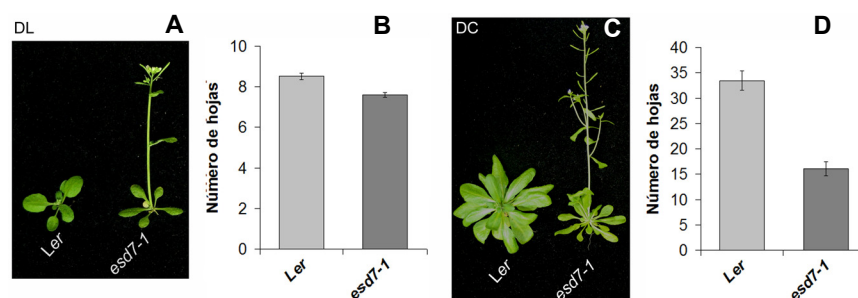 DL
A
Ler
esd7-1
B
Número de hojas
10
8
6
4
2
0
Ler
esd7-1
DC
C
Ler
esd7-1
D
Número de hojas
40
35
30
25
20
15
10
5
0
Ler
esd7-1